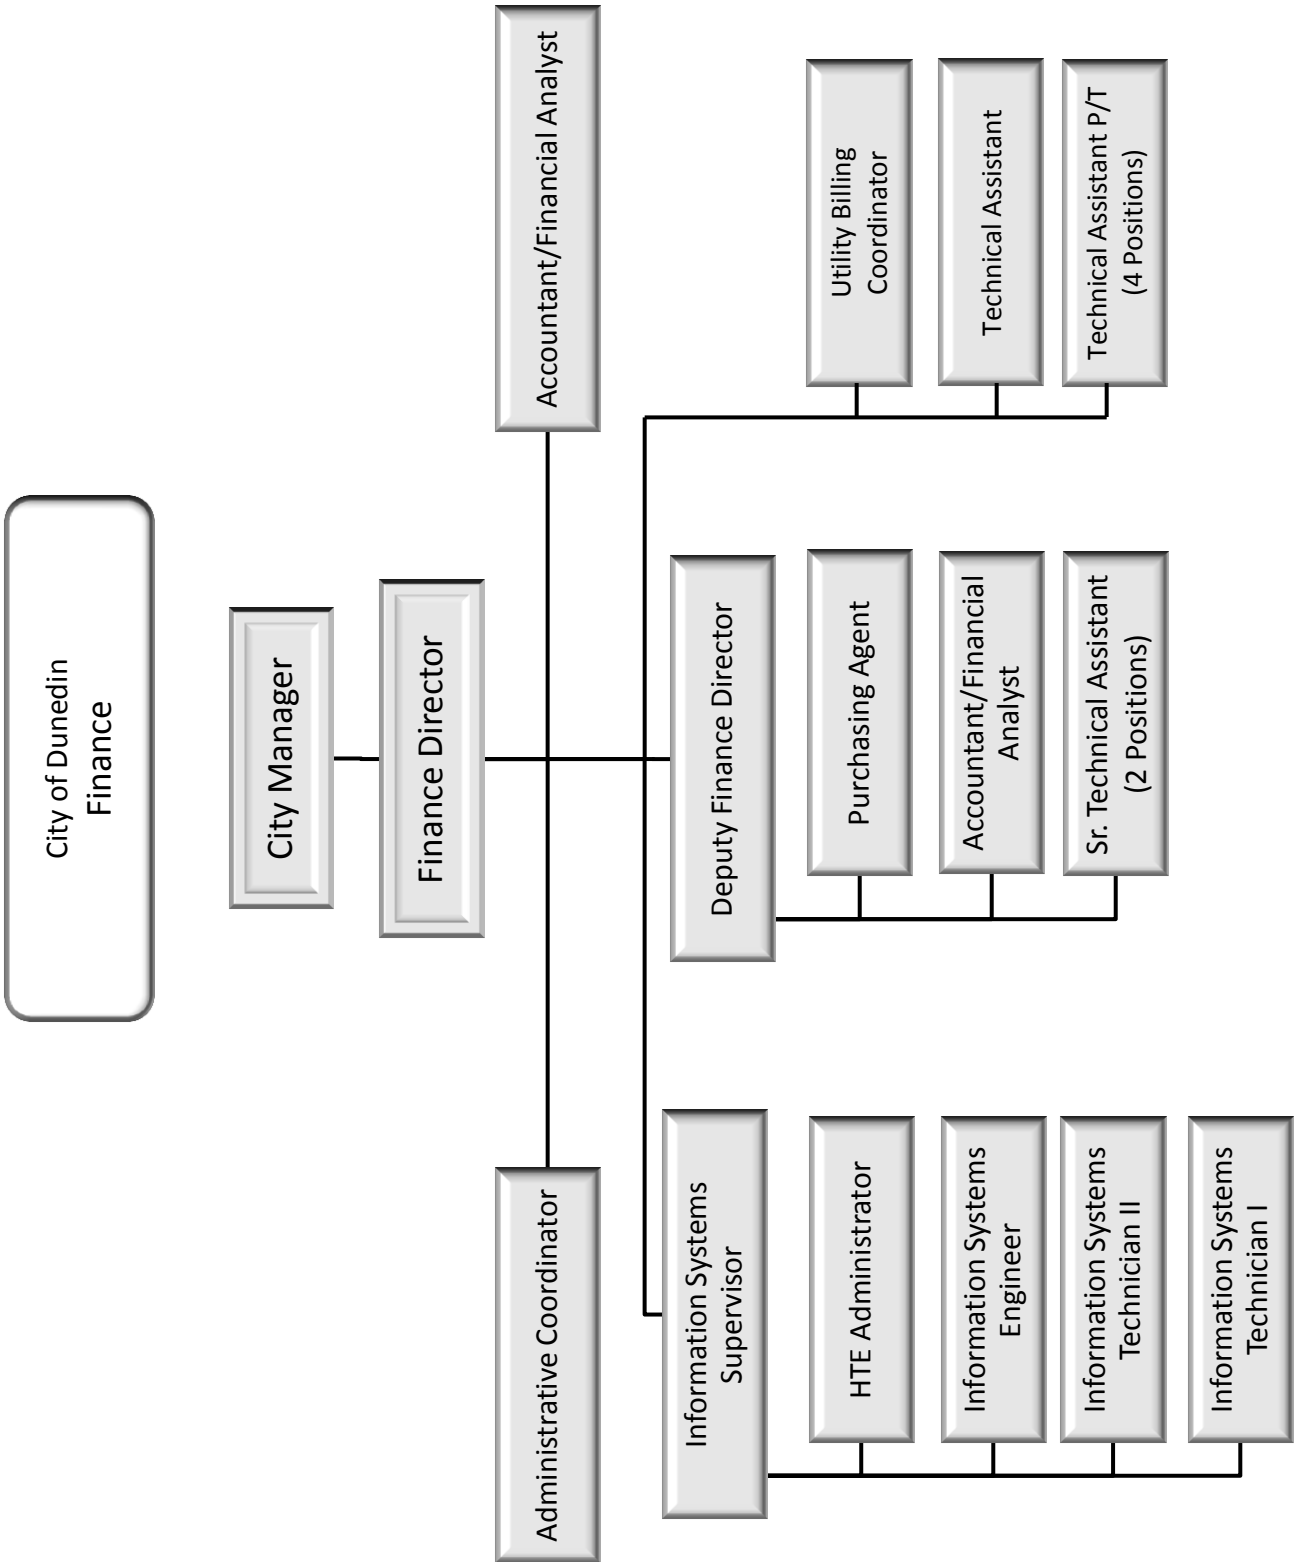 City of Dunedin
Finance
City Manager
Finance Director
Administrative Coordinator
Accountant/Financial Analyst
Information Systems
Supervisor
HTE Administrator
Information Systems
Engineer
Information Systems
Technician II
Information Systems
Technician I
Deputy Finance Director
Purchasing Agent
Accountant/Financial
Analyst
Sr. Technical Assistant
(2 Positions)
Utility Billing
Coordinator
Technical Assistant
Technical Assistant P/T
(4 Positions)